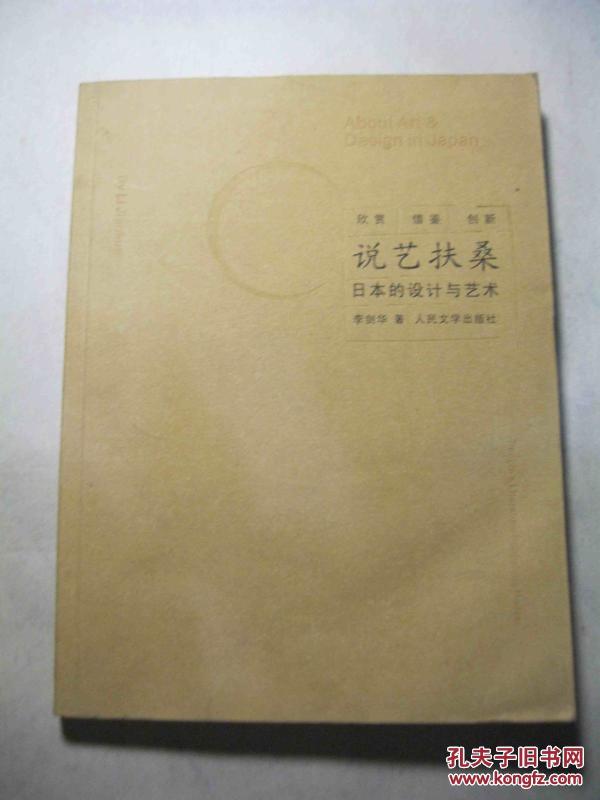 About Art &
Design in Japan
欣赏 借鉴 创新
说艺扶桑
日本的设计与艺术
李剑华 著 人民文学出版社
孔夫子旧书网
www.kongfz.com